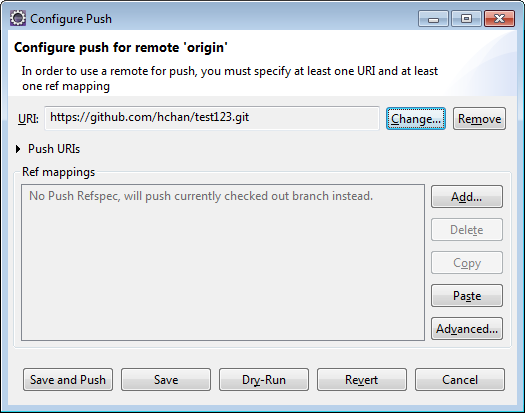 Configure Push
Configure push for remote 'origin'
In order to use a remote for push, you must specify at least one URI and at least
one ref mapping
URI: https://github.com/hchan/test123.git Change... Remove
Push URIs
Ref mappings
No Push Refspec, will push currently checked out branch instead.
Add...
Delete
Copy
Paste
Advanced...
Save and Push Save Dry-Run Revert Cancel